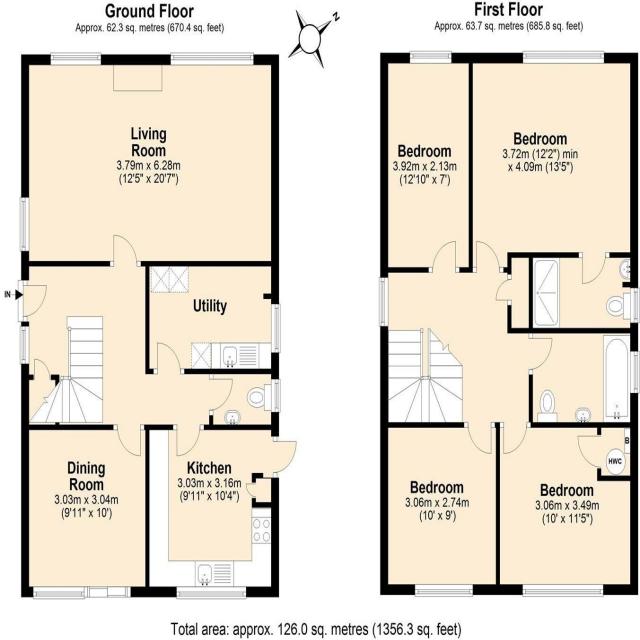 Ground Floor
Approx. 62.3 sq. metres (670.4 sq. feet)
First Floor
Approx. 63.7 sq. metres (685.8 sq. feet)
Z
Living
Room
3.79m x 6.28m
(12'5" x 20'7")
Bedroom
3.92m x 2.13m
(12'10" x 7')
Bedroom
3.72m (12'2") min
x 4.09m (13'5")
IN
Utility
Dining
Room
3.03m x 3.04m
(9'11" x 10')
Kitchen
3.03m x 3.16m
(9'11" x 10'4")
B
HWC
Bedroom
3.06m x 2.74m
(10' x 9')
Bedroom
3.06m x 3.49m
(10' x 11'5")
Total area: approx. 126.0 sq. metres (1356.3 sq. feet)